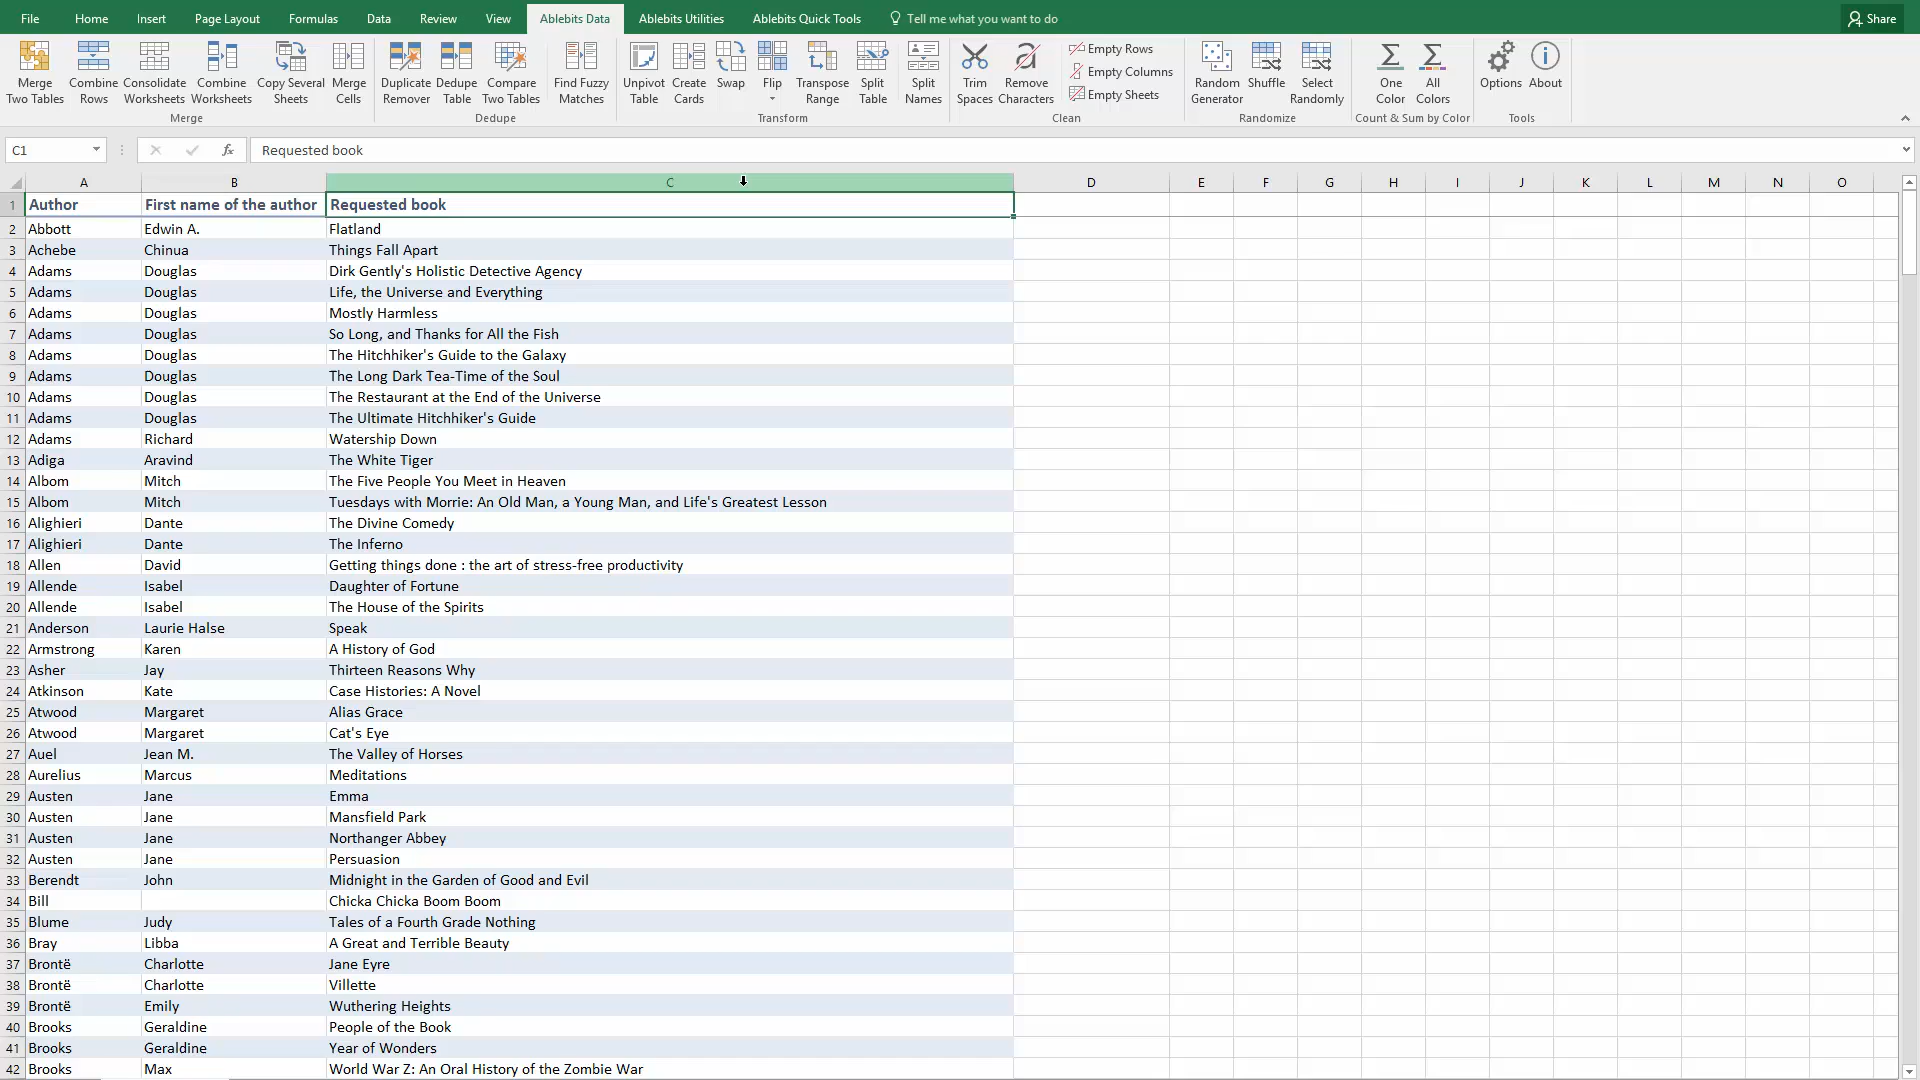 File Home Insert Page Layout Formulas Data Review View Ablebits Data Ablebits Utilities Ablebits Quick Tools Tell me what you want to do Share
Merge Two Tables Combine Rows Consolidate Worksheets Combine Worksheets Copy Several Sheets Merge Cells Duplicate Remover Dedupe Table Compare Two Tables Find Fuzzy Matches Unpivot Table Create Cards Swap Flip Transpose Range Split Table Split Names Trim Spaces Remove Characters Empty Rows Empty Columns Empty Sheets Random Generator Shuffle Select Randomly One Color All Colors Options About
Merge Dedupe Transform Clean Randomize Count & Sum by Color Tools
C1 fx Requested book
A B C D E F G H I J K L M N O
1 Author First name of the author Requested book
2 Abbott Edwin A. Flatland
3 Achebe Chinua Things Fall Apart
4 Adams Douglas Dirk Gently's Holistic Detective Agency
5 Adams Douglas Life, the Universe and Everything
6 Adams Douglas Mostly Harmless
7 Adams Douglas So Long, and Thanks for All the Fish
8 Adams Douglas The Hitchhiker's Guide to the Galaxy
9 Adams Douglas The Long Dark Tea-Time of the Soul
10 Adams Douglas The Restaurant at the End of the Universe
11 Adams Douglas The Ultimate Hitchhiker's Guide
12 Adams Richard Watership Down
13 Adiga Aravind The White Tiger
14 Albom Mitch The Five People You Meet in Heaven
15 Albom Mitch Tuesdays with Morrie: An Old Man, a Young Man, and Life's Greatest Lesson
16 Alighieri Dante The Divine Comedy
17 Alighieri Dante The Inferno
18 Allen David Getting things done : the art of stress-free productivity
19 Allende Isabel Daughter of Fortune
20 Allende Isabel The House of the Spirits
21 Anderson Laurie Halse Speak
22 Armstrong Karen A History of God
23 Asher Jay Thirteen Reasons Why
24 Atkinson Kate Case Histories: A Novel
25 Atwood Margaret Alias Grace
26 Atwood Margaret Cat's Eye
27 Auel Jean M. The Valley of Horses
28 Aurelius Marcus Meditations
29 Austen Jane Emma
30 Austen Jane Mansfield Park
31 Austen Jane Northanger Abbey
32 Austen Jane Persuasion
33 Berendt John Midnight in the Garden of Good and Evil
34 Bill Chicka Chicka Boom Boom
35 Blume Judy Tales of a Fourth Grade Nothing
36 Bray Libba A Great and Terrible Beauty
37 Brontë Charlotte Jane Eyre
38 Brontë Charlotte Villette
39 Brontë Emily Wuthering Heights
40 Brooks Geraldine People of the Book
41 Brooks Geraldine Year of Wonders
42 Brooks Max World War Z: An Oral History of the Zombie War